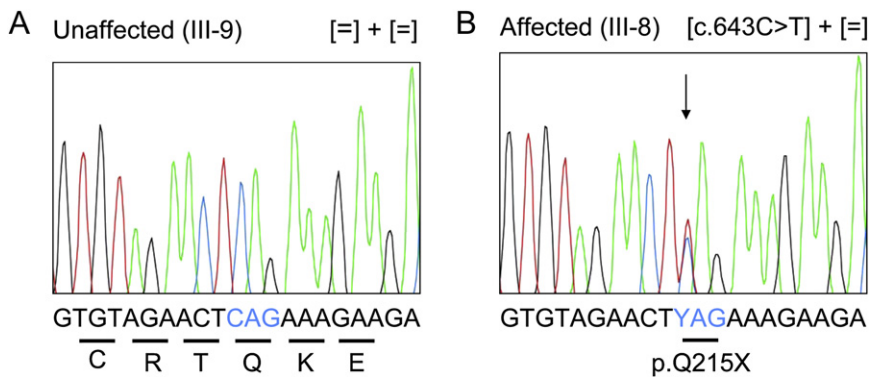 A Unaffected (III-9) [=] + [=]
GTGTAGAACTCAGAAAGAAGA
C R T Q K E
B Affected (III-8) [c.643C>T] + [=]
GTGTAGAACTYAGAAAGAAGA
p.Q215X